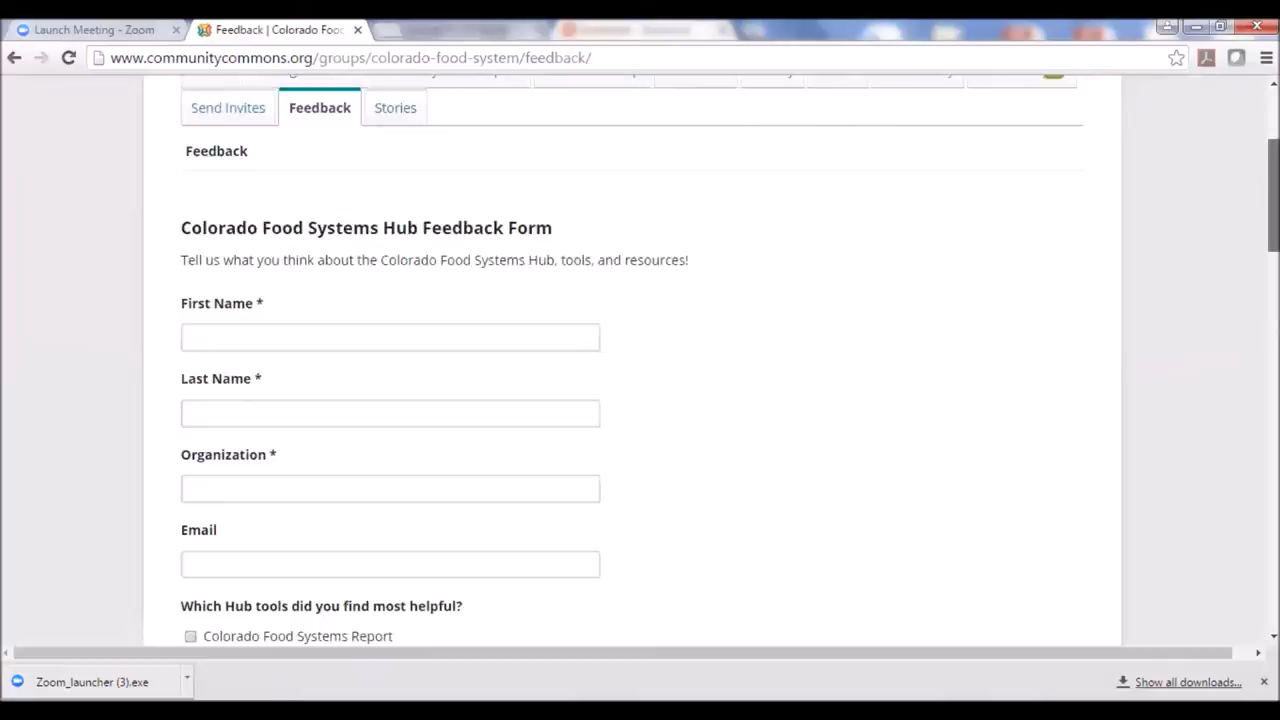 Launch Meeting - Zoom
Feedback | Colorado Food
www.communitycommons.org/groups/colorado-food-system/feedback/
Send Invites
Feedback
Stories
Feedback
Colorado Food Systems Hub Feedback Form
Tell us what you think about the Colorado Food Systems Hub, tools, and resources!
First Name *
Last Name *
Organization *
Email
Which Hub tools did you find most helpful?
Colorado Food Systems Report
Zoom_launcher (3).exe
Show all downloads...